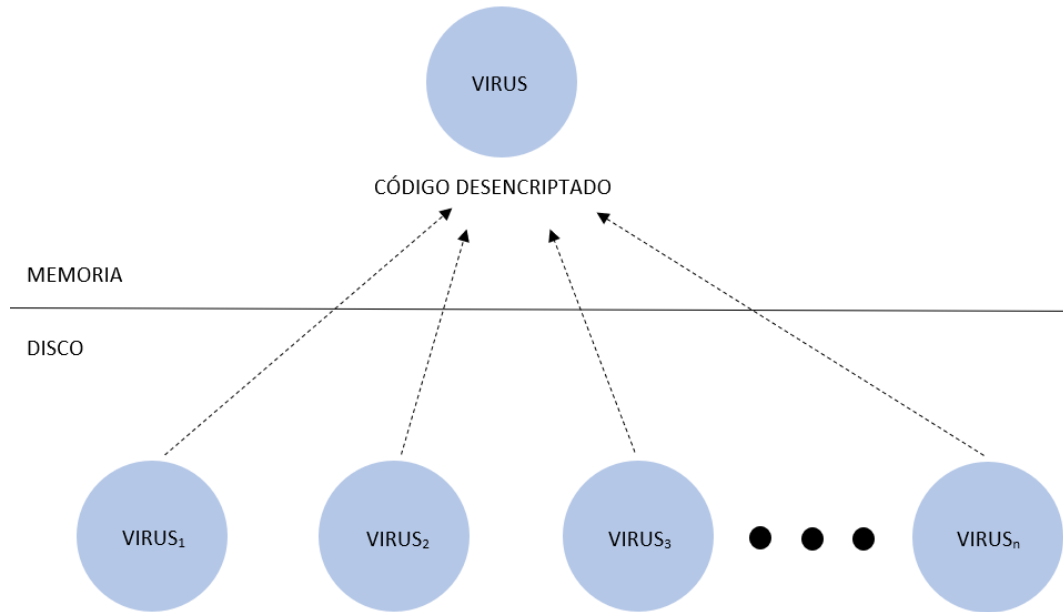 VIRUS
CÓDIGO DESENCRIPTADO
MEMORIA
DISCO
VIRUS₁
VIRUS₂
VIRUS₃
VIRUSₙ